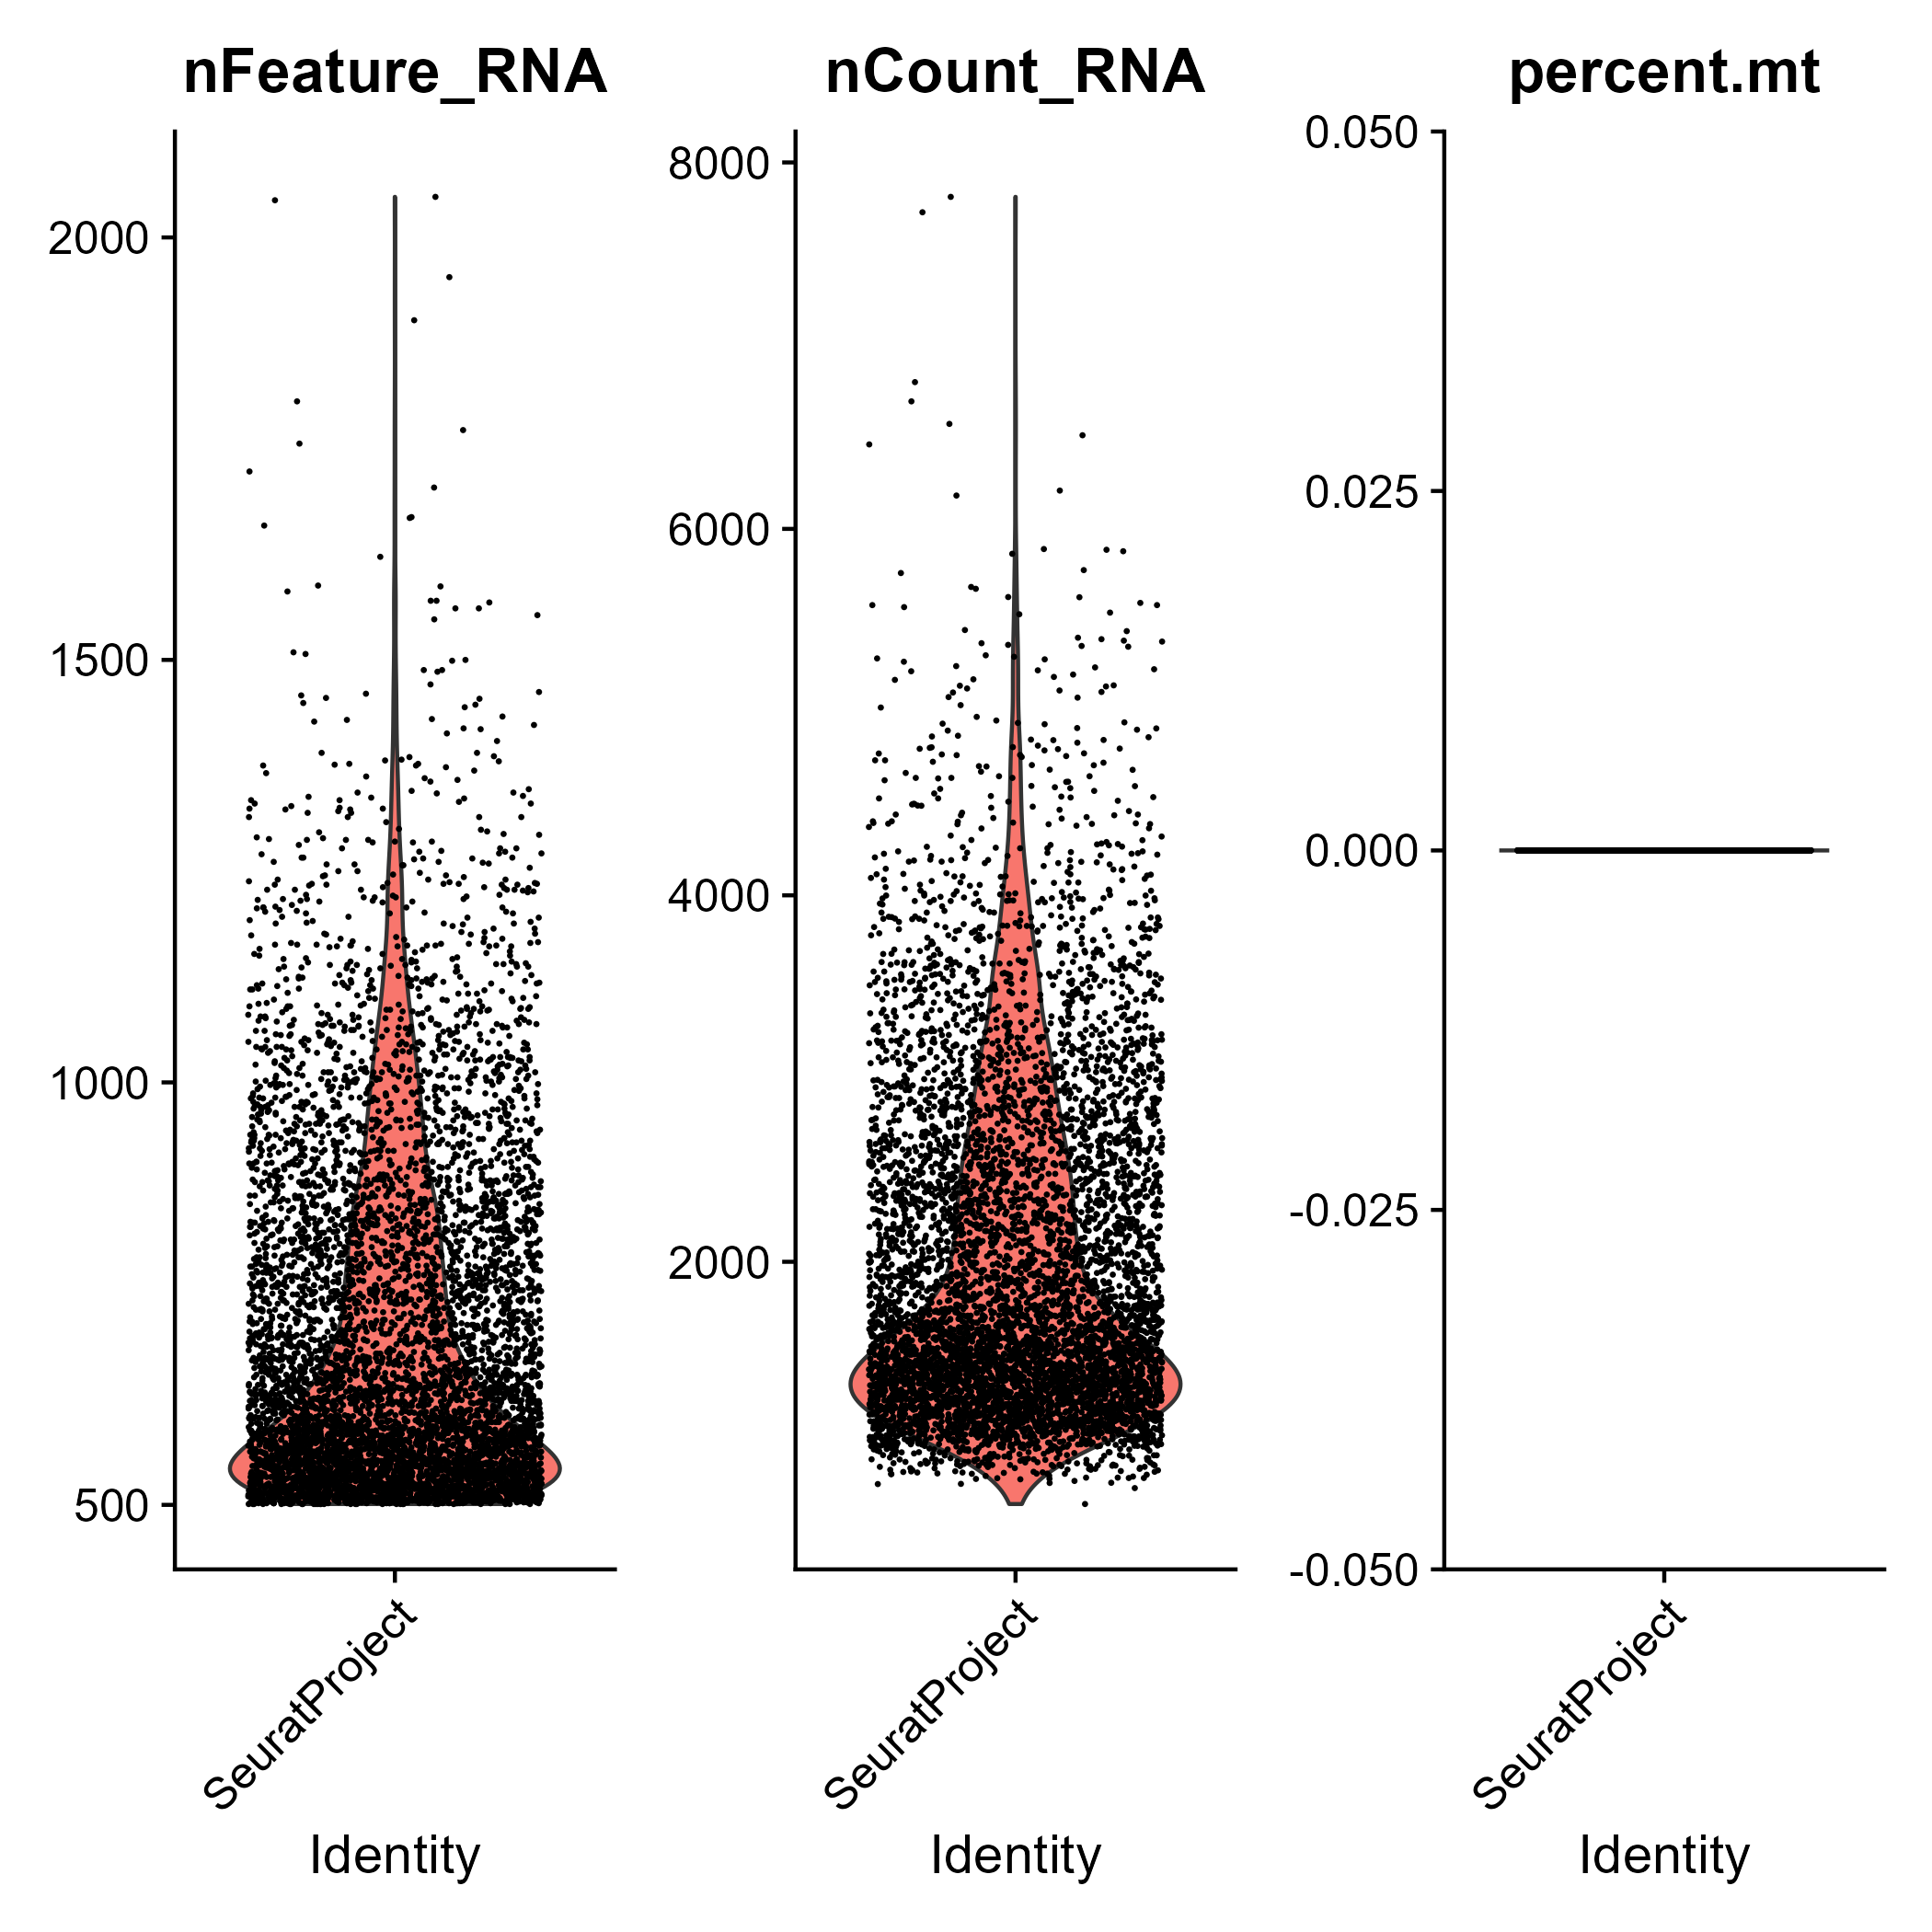 nFeature_RNA
2000
1500
1000
500
SeuratProject
Identity
nCount_RNA
8000
6000
4000
2000
SeuratProject
Identity
percent.mt
0.050
0.025
0.000
-0.025
-0.050
SeuratProject
Identity